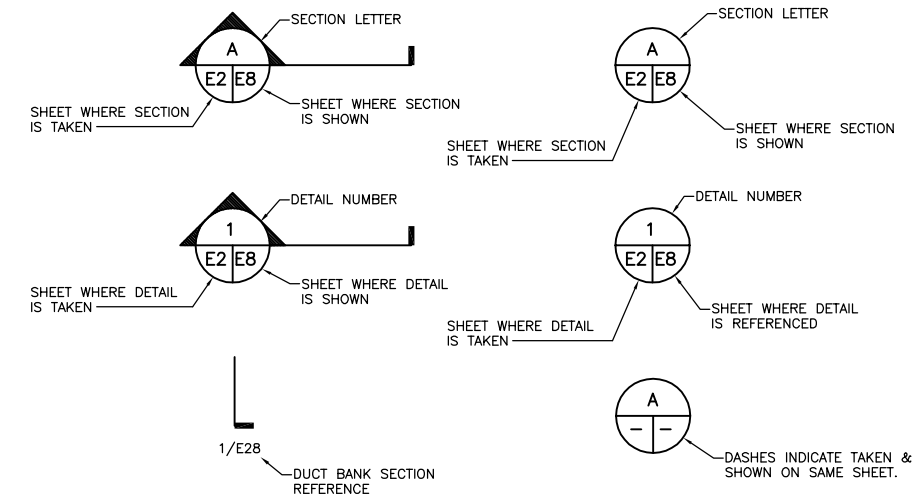 SECTION LETTER
A
E2 E8
SHEET WHERE SECTION
IS TAKEN
SHEET WHERE SECTION
IS SHOWN
SECTION LETTER
A
E2 E8
SHEET WHERE SECTION
IS TAKEN
SHEET WHERE SECTION
IS SHOWN
DETAIL NUMBER
1
E2 E8
SHEET WHERE DETAIL
IS TAKEN
SHEET WHERE DETAIL
IS SHOWN
DETAIL NUMBER
1
E2 E8
SHEET WHERE DETAIL
IS TAKEN
SHEET WHERE DETAIL
IS REFERENCED
1/E28
DUCT BANK SECTION
REFERENCE
A
– –
DASHES INDICATE TAKEN &
SHOWN ON SAME SHEET.